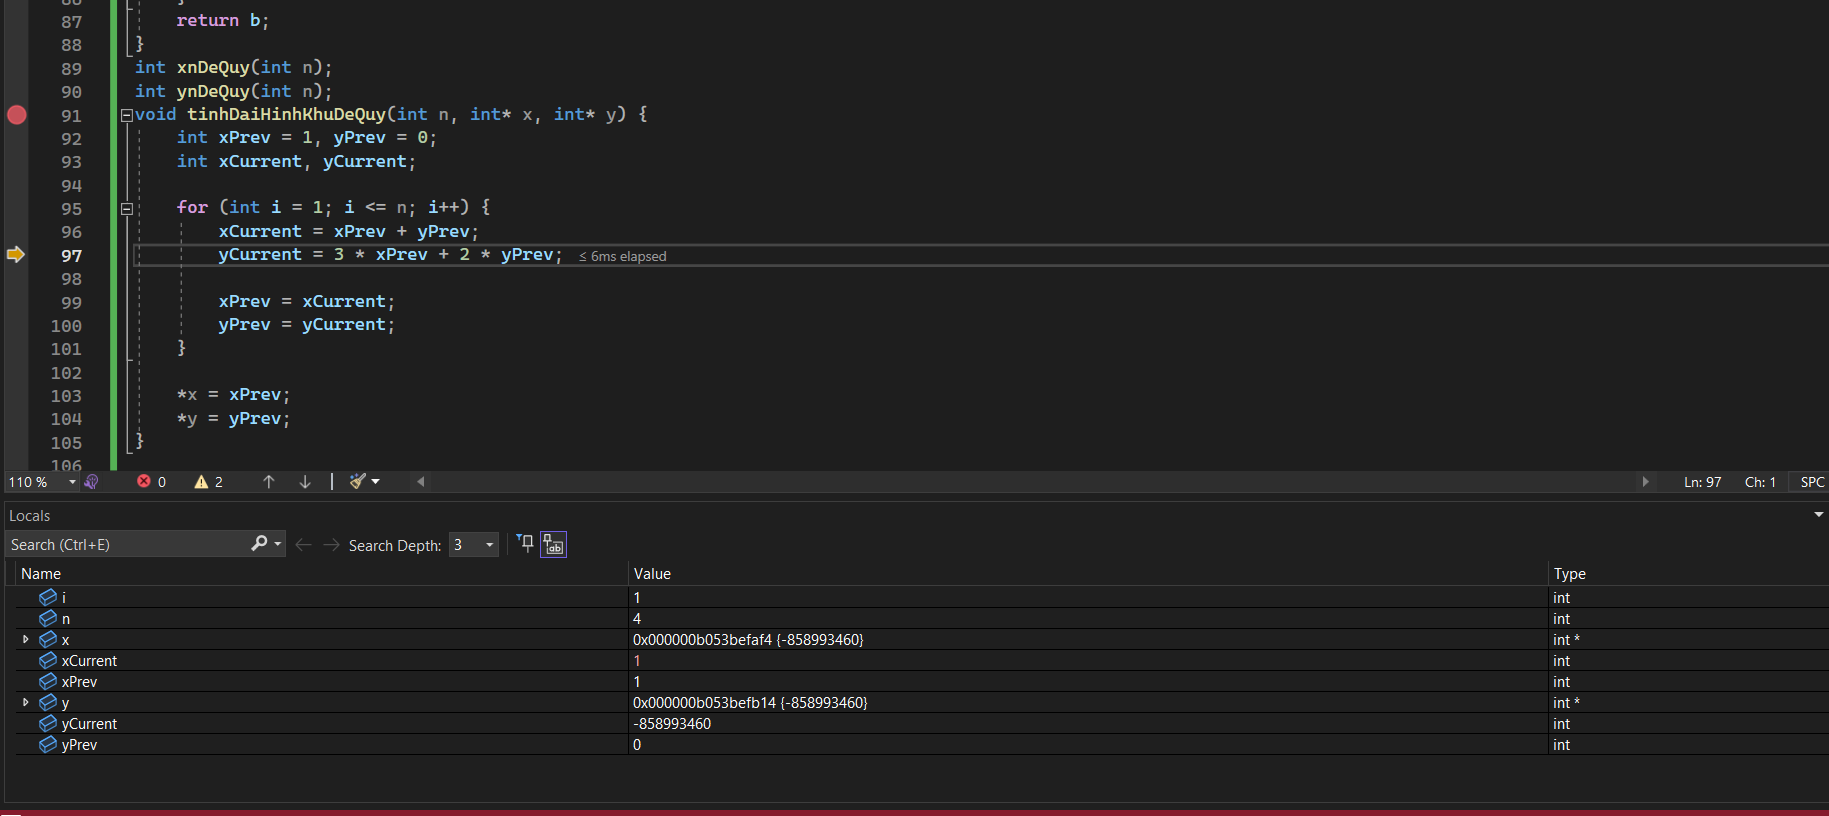 86 }
87 return b;
88 }
89 int xnDeQuy(int n);
90 int ynDeQuy(int n);
91 void tinhDaiHinhKhuDeQuy(int n, int* x, int* y) {
92 int xPrev = 1, yPrev = 0;
93 int xCurrent, yCurrent;
94
95 for (int i = 1; i <= n; i++) {
96 xCurrent = xPrev + yPrev;
97 yCurrent = 3 * xPrev + 2 * yPrev; ≤ 6ms elapsed
98
99 xPrev = xCurrent;
100 yPrev = yCurrent;
101 }
102
103 *x = xPrev;
104 *y = yPrev;
105 }
106
110 % 0 2 Ln: 97 Ch: 1 SPC
Locals
Search (Ctrl+E) Search Depth: 3
Name Value Type
i 1 int
n 4 int
x 0x000000b053befaf4 {-858993460} int *
xCurrent 1 int
xPrev 1 int
y 0x000000b053befb14 {-858993460} int *
yCurrent -858993460 int
yPrev 0 int